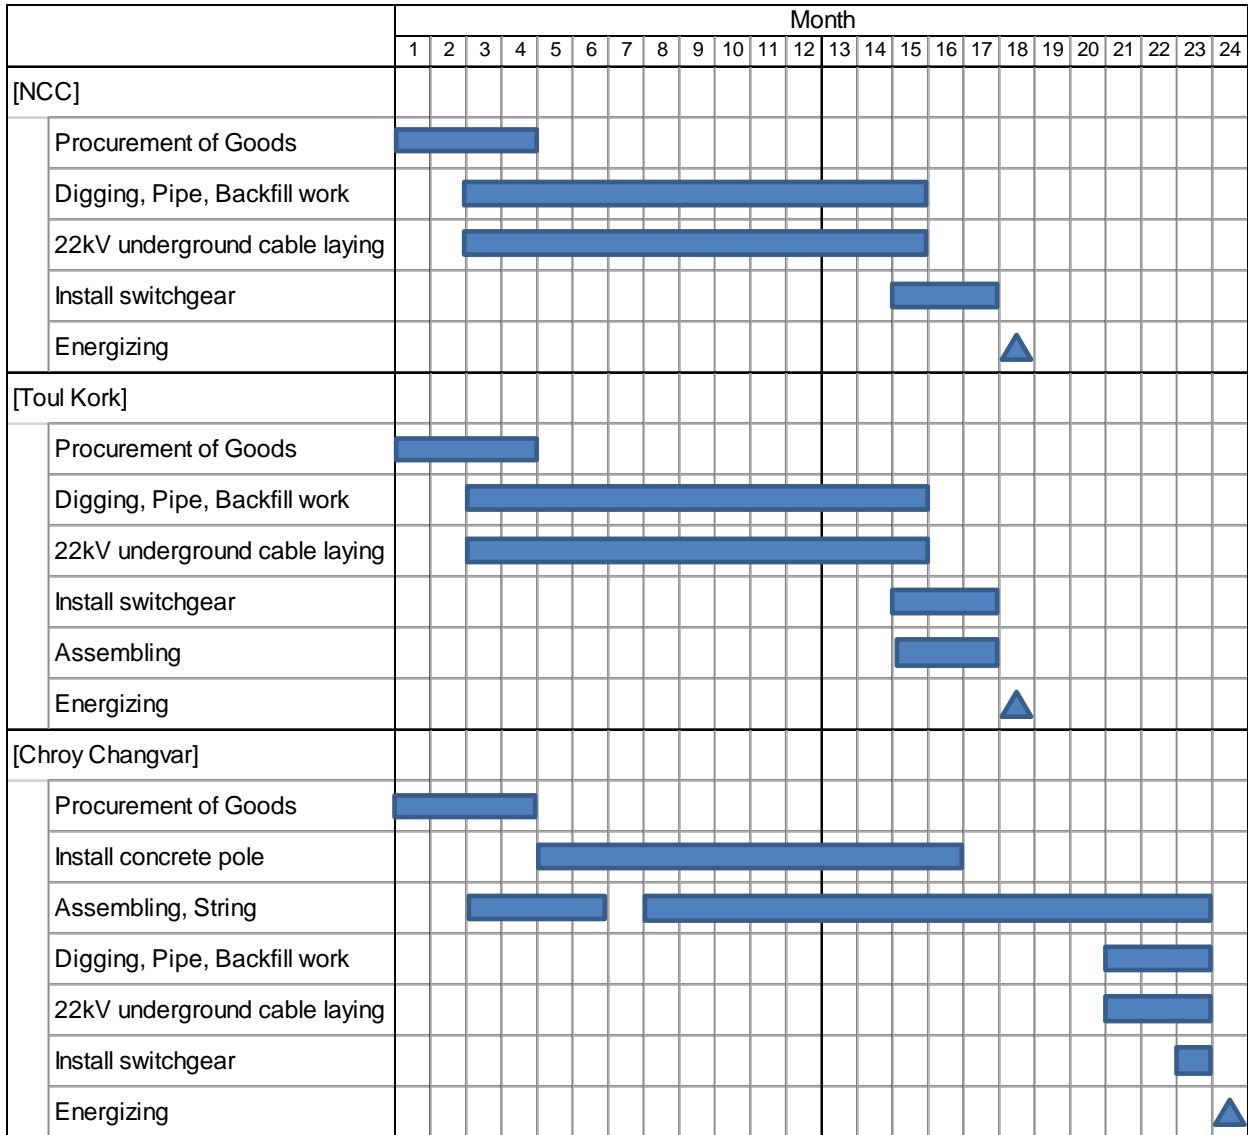 Month
1 2 3 4 5 6 7 8 9 10 11 12 13 14 15 16 17 18 19 20 21 22 23 24
[NCC]
Procurement of Goods
Digging, Pipe, Backfill work
22kV underground cable laying
Install switchgear
Energizing
[Toul Kork]
Procurement of Goods
Digging, Pipe, Backfill work
22kV underground cable laying
Install switchgear
Assembling
Energizing
[Chroy Changvar]
Procurement of Goods
Install concrete pole
Assembling, String
Digging, Pipe, Backfill work
22kV underground cable laying
Install switchgear
Energizing